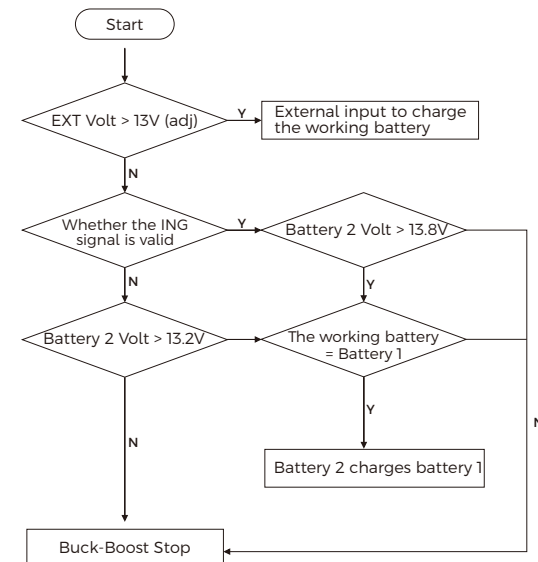 Start
EXT Volt > 13V (adj)
Y
External input to charge
the working battery
N
Whether the ING
signal is valid
Y
Battery 2 Volt > 13.8V
N
Y
Battery 2 Volt > 13.2V
The working battery
= Battery 1
N
Y
N
Battery 2 charges battery 1
Buck-Boost Stop